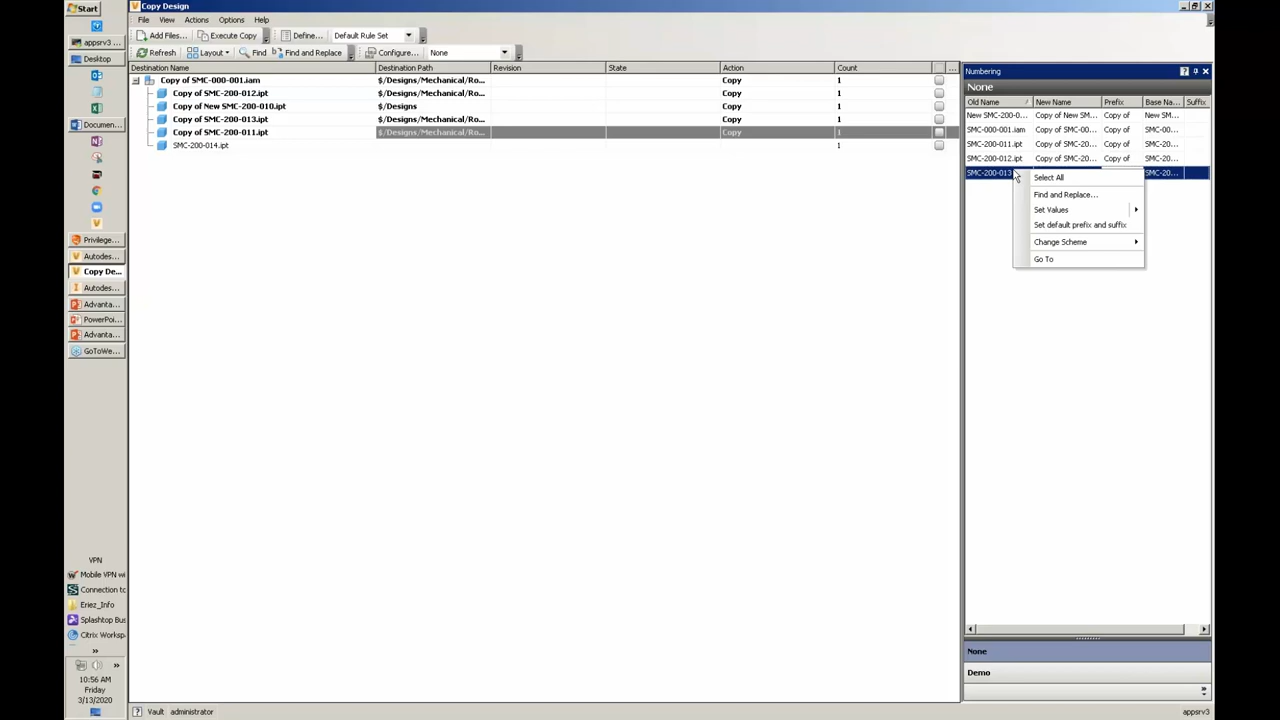 Start
Copy Design
File View Actions Options Help
Add Files... Execute Copy Define... Default Rule Set
Refresh Layout Find Find and Replace Configure... None
Destination Name Destination Path Revision State Action Count ...
Copy of SMC-000-001.iam $/Designs/Mechanical/Ro... Copy 1
Copy of SMC-200-012.ipt $/Designs/Mechanical/Ro... Copy 1
Copy of New SMC-200-010.ipt $/Designs Copy 1
Copy of SMC-200-013.ipt $/Designs/Mechanical/Ro... Copy 1
Copy of SMC-200-011.ipt $/Designs/Mechanical/Ro... Copy 1
SMC-200-014.ipt 1
Numbering
None
Old Name New Name Prefix Base Na... Suffix
New SMC-200-0... Copy of New SM... Copy of New SM...
SMC-000-001.iam Copy of SMC-00... Copy of SMC-00...
SMC-200-011.ipt Copy of SMC-20... Copy of SMC-20...
SMC-200-012.ipt Copy of SMC-20... Copy of SMC-20...
SMC-200-013 SMC-20...
Select All
Find and Replace...
Set Values
Set default prefix and suffix
Change Scheme
Go To
None
Demo
appsrv3 ...
Desktop
Documen...
Privilege...
Autodes...
Copy De...
Autodes...
Advanta...
PowerPoi...
Advanta...
GoToWe...
VPN
Mobile VPN wi
Connection to
Eriez_Info
Splashtop Bus
Citrix Worksp
10:56 AM
Friday
3/13/2020
Vault administrator
appsrv3